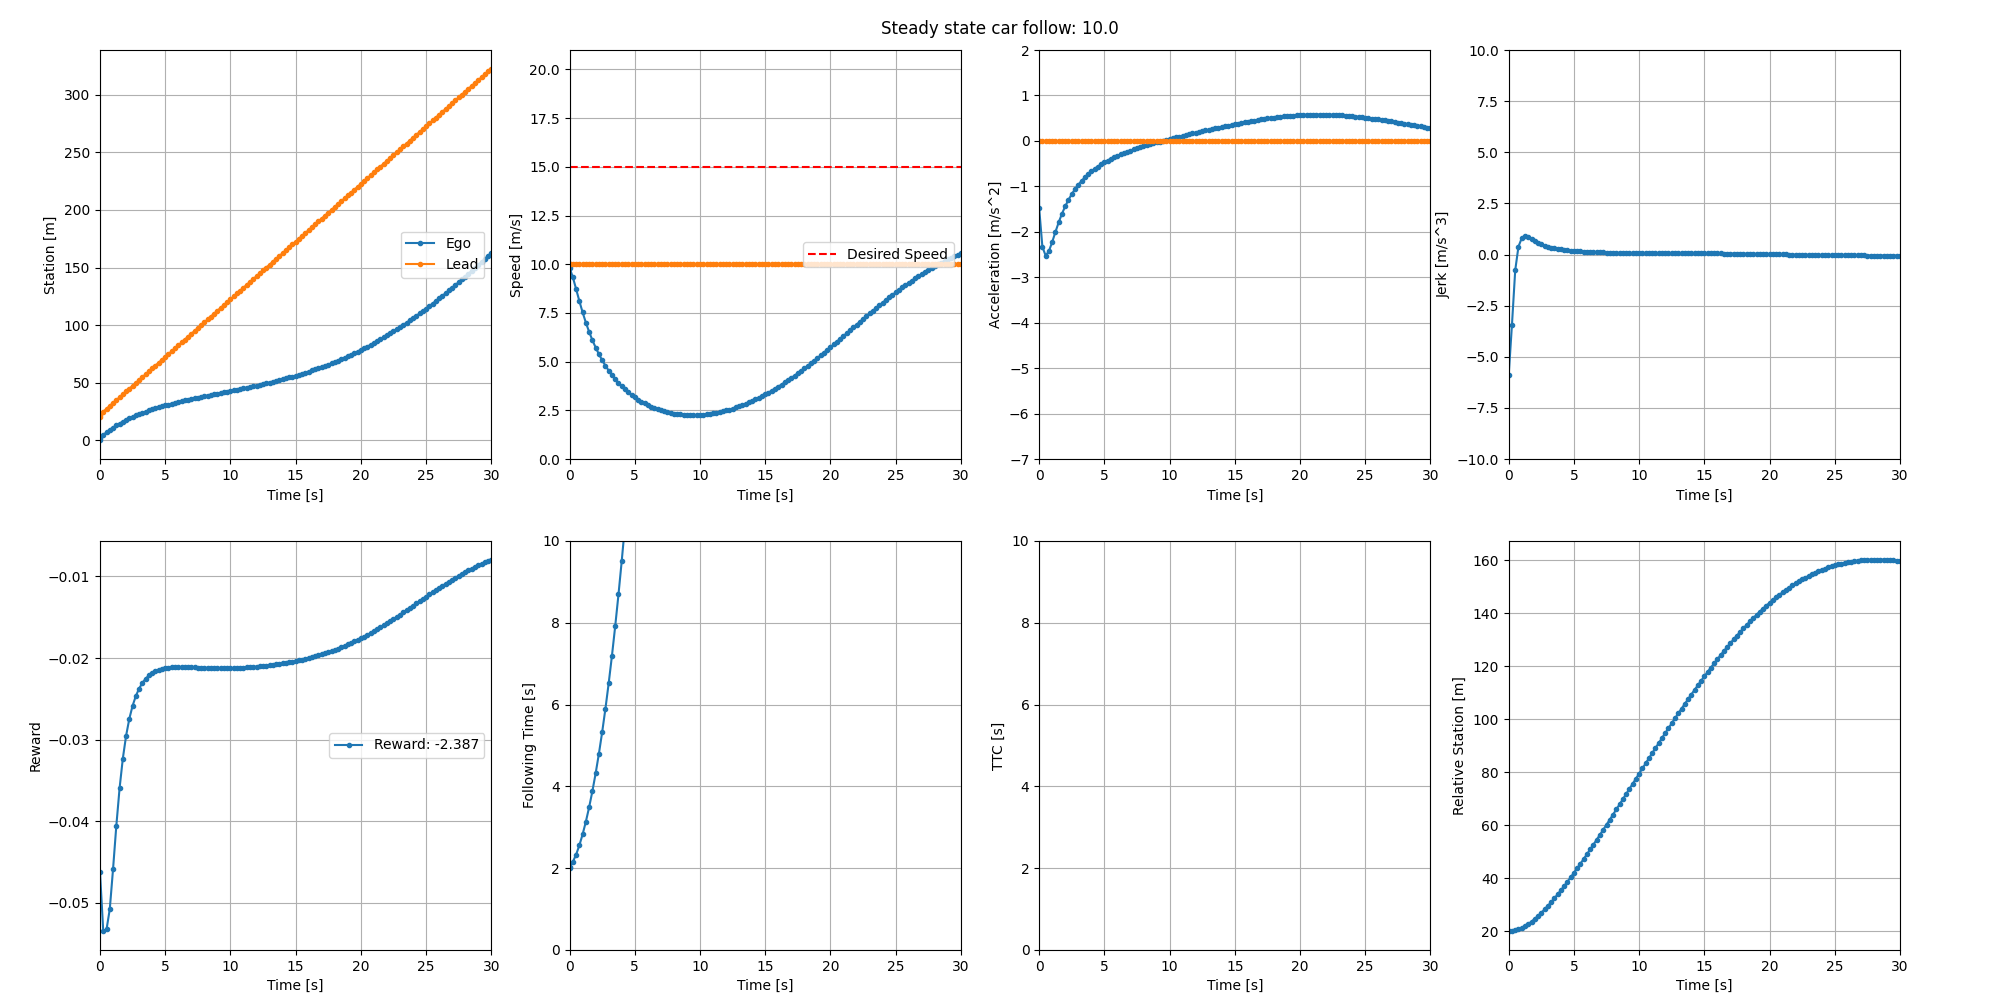 Steady state car follow: 10.0
300
250
200
150
100
50
0
Station [m]
Ego
Lead
0 5 10 15 20 25 30
Time [s]
20.0
17.5
15.0
12.5
10.0
7.5
5.0
2.5
0.0
Speed [m/s]
Desired Speed
0 5 10 15 20 25 30
Time [s]
2
1
0
−1
−2
−3
−4
−5
−6
−7
Acceleration [m/s^2]
0 5 10 15 20 25 30
Time [s]
10.0
7.5
5.0
2.5
0.0
−2.5
−5.0
−7.5
−10.0
Jerk [m/s^3]
0 5 10 15 20 25 30
Time [s]
−0.01
−0.02
−0.03
−0.04
−0.05
Reward
Reward: -2.387
0 5 10 15 20 25 30
Time [s]
10
8
6
4
2
0
Following Time [s]
0 5 10 15 20 25 30
Time [s]
10
8
6
4
2
0
TTC [s]
0 5 10 15 20 25 30
Time [s]
160
140
120
100
80
60
40
20
Relative Station [m]
0 5 10 15 20 25 30
Time [s]